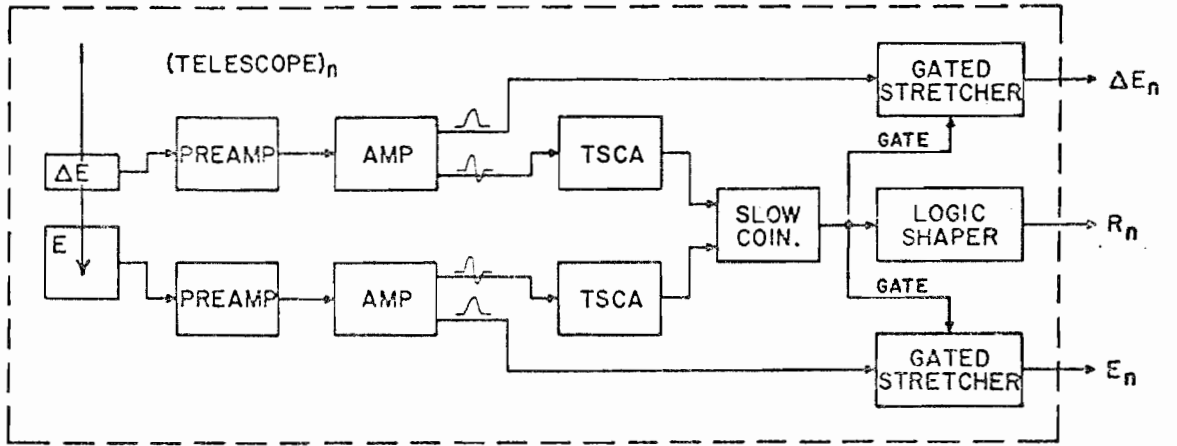 (TELESCOPE)n
GATED
STRETCHER
ΔEn
GATE
ΔE
PREAMP
AMP
TSCA
SLOW
COIN.
LOGIC
SHAPER
Rn
E
PREAMP
AMP
TSCA
GATE
GATED
STRETCHER
En